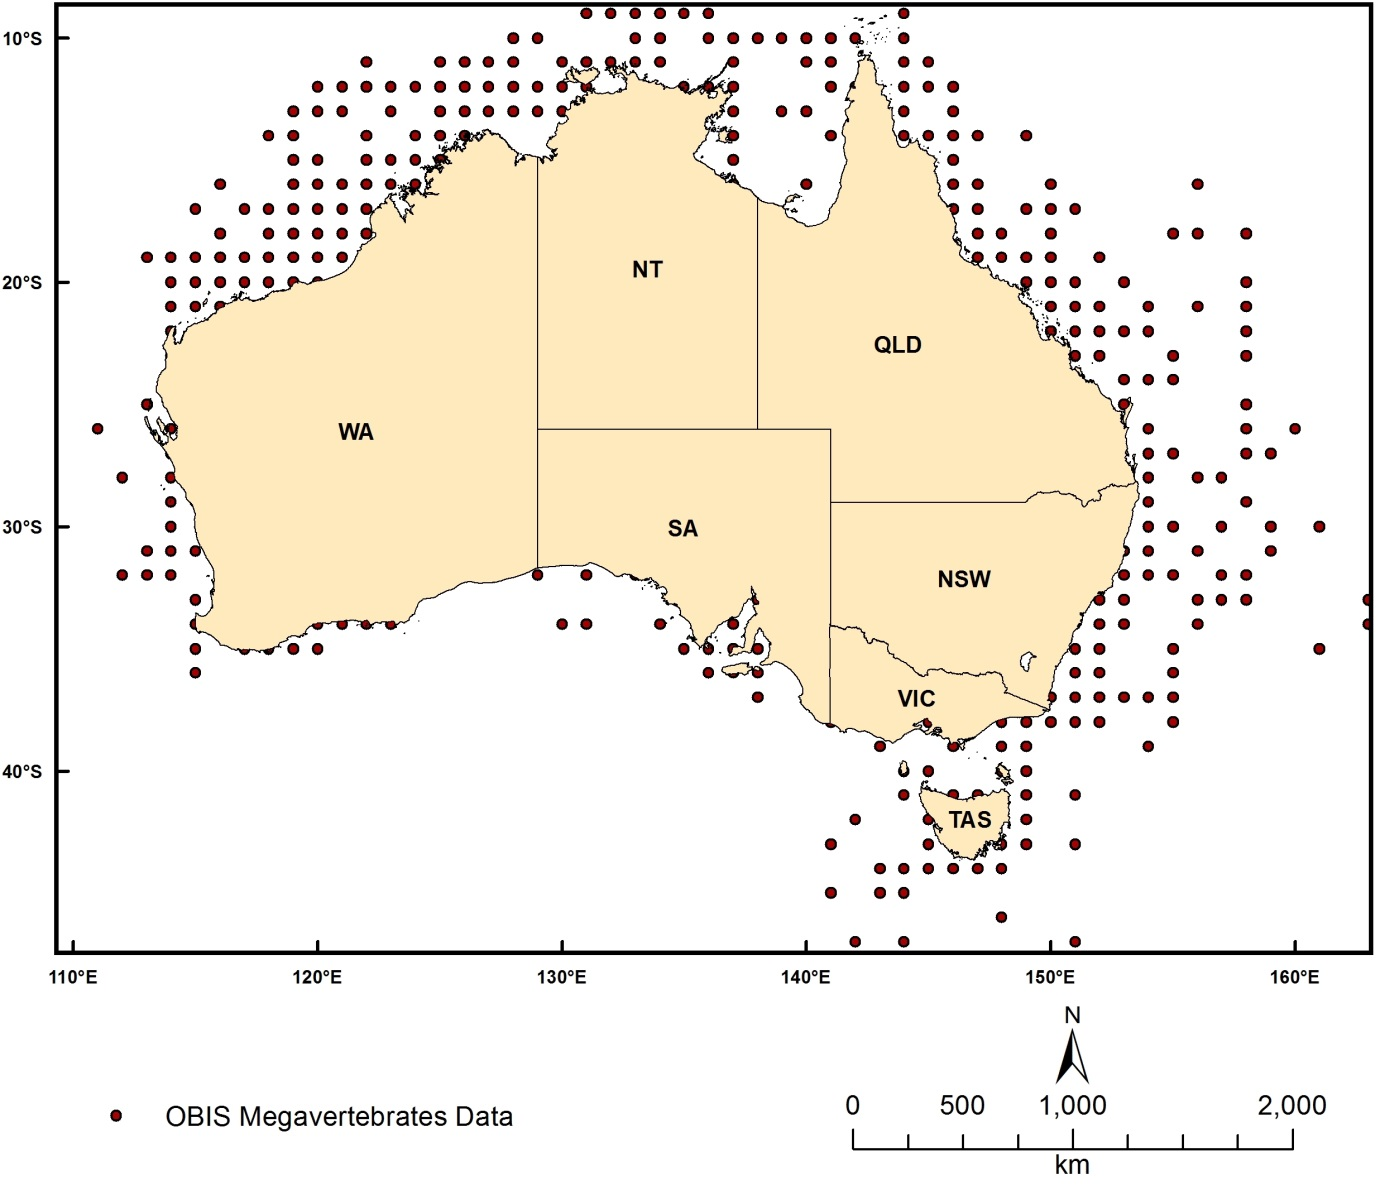 10°S
20°S
30°S
40°S
NT
QLD
WA
SA
NSW
VIC
TAS
110°E 120°E 130°E 140°E 150°E 160°E
N
OBIS Megavertebrates Data
0 500 1,000 2,000
km